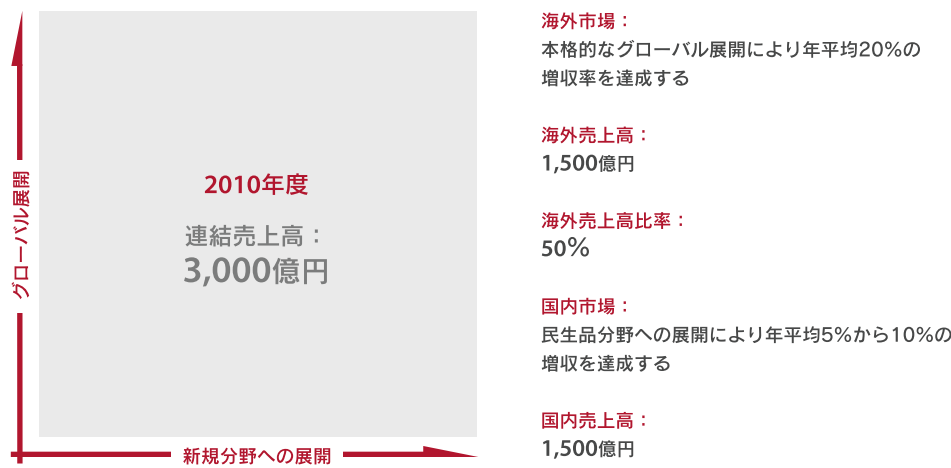 グローバル展開
2010年度
連結売上高：
3,000億円
新規分野への展開
海外市場：
本格的なグローバル展開により年平均20%の
増収率を達成する
海外売上高：
1,500億円
海外売上高比率：
50%
国内市場：
民生品分野への展開により年平均5%から10%の
増収を達成する
国内売上高：
1,500億円